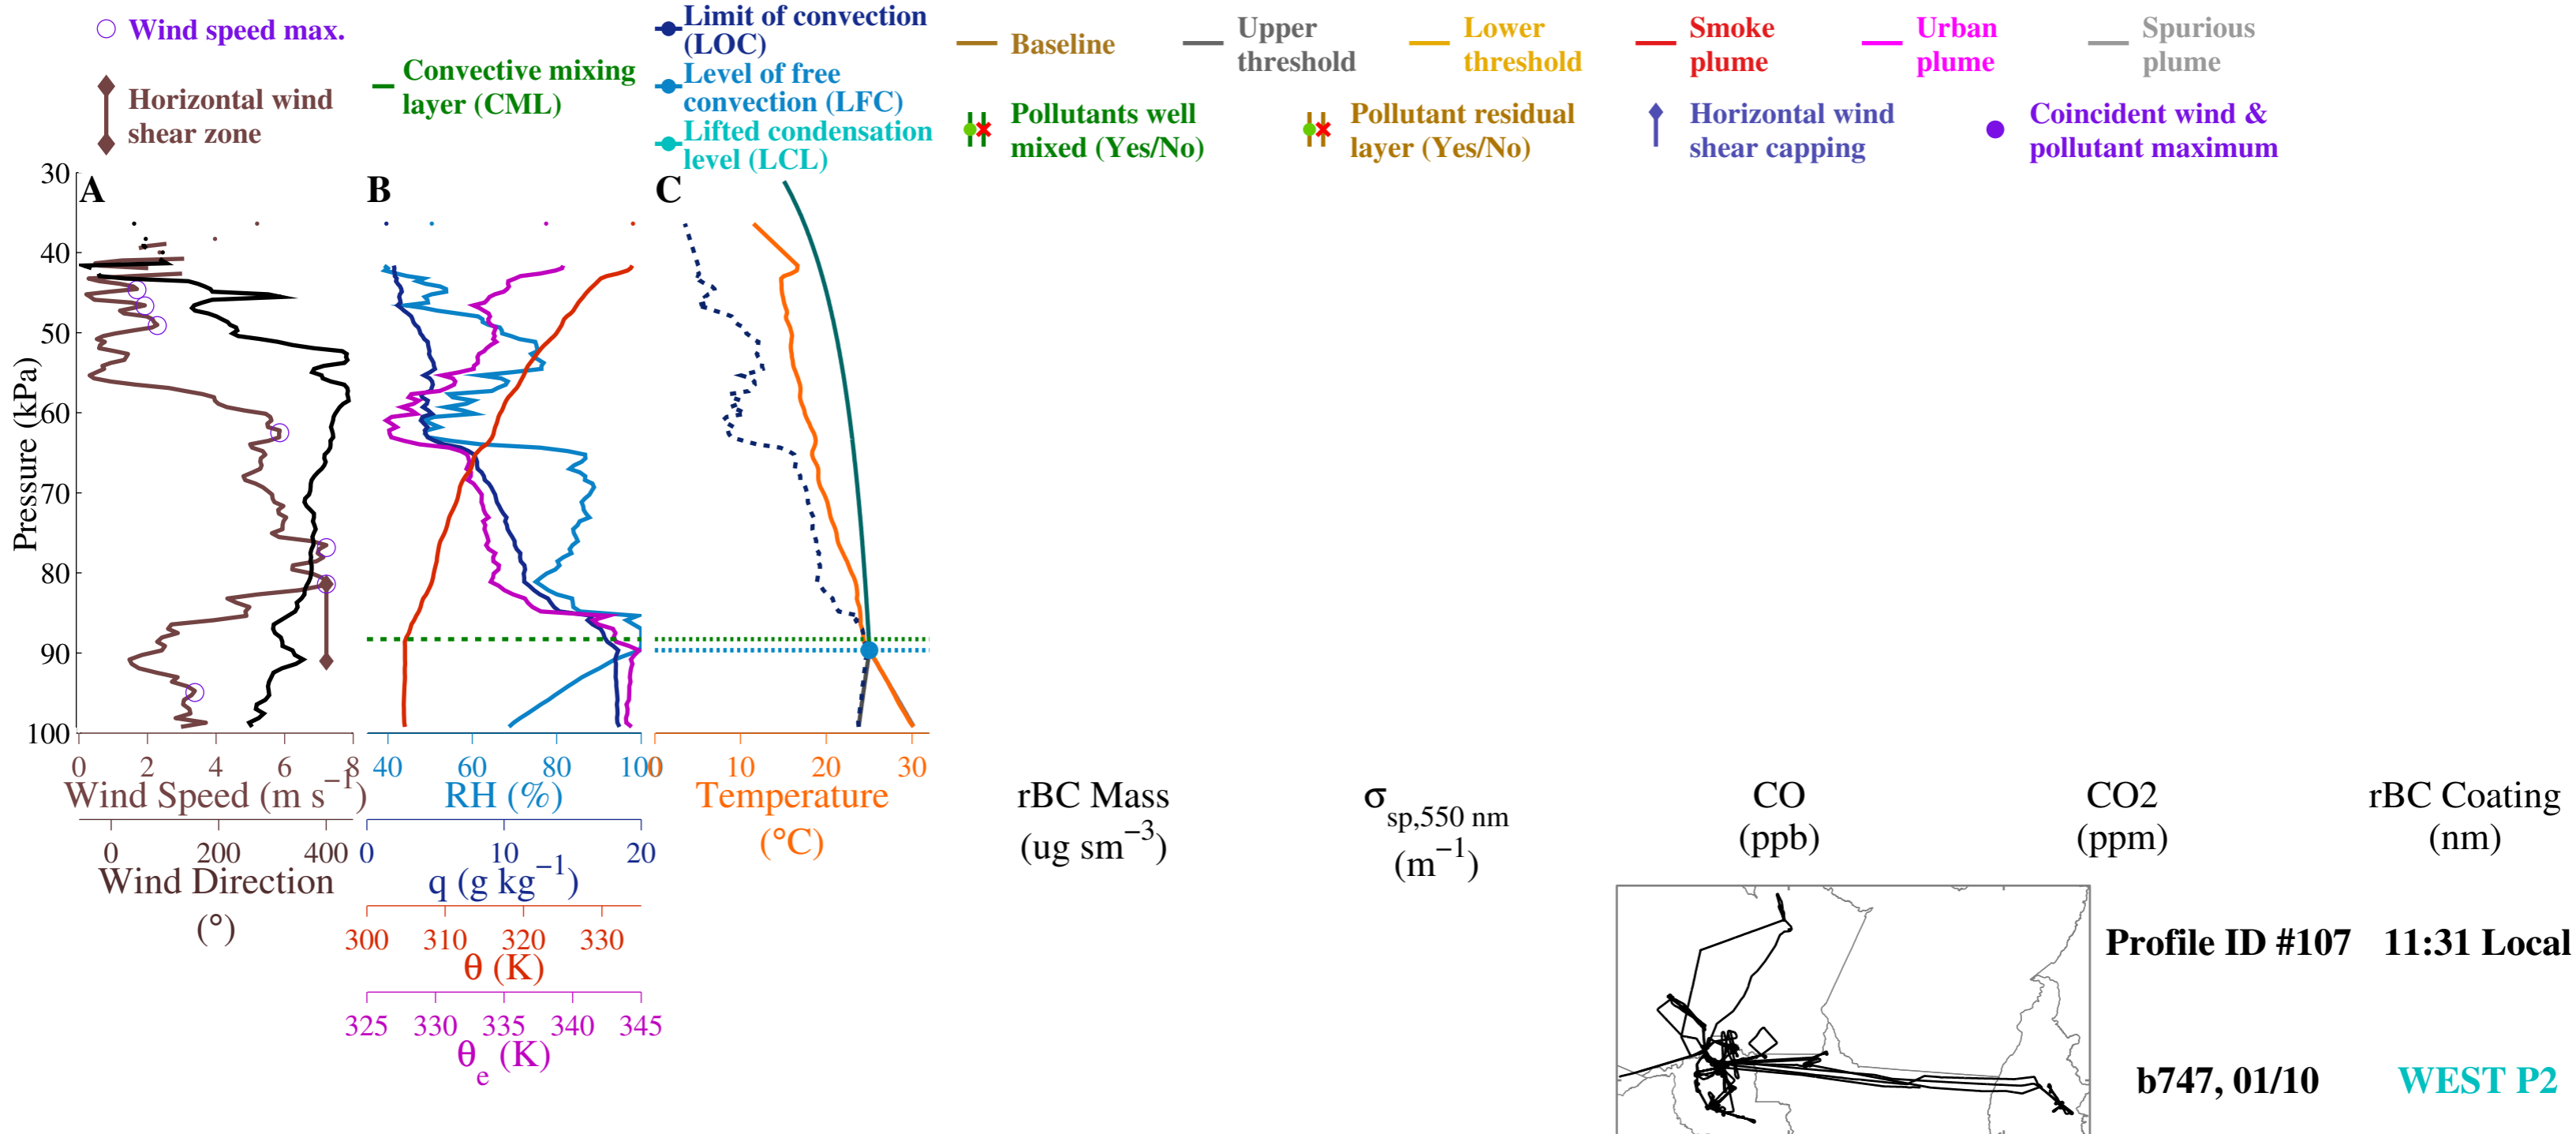 Wind speed max.
Horizontal wind
shear zone
Convective mixing
layer (CML)
Limit of convection
(LOC)
Level of free
convection (LFC)
Lifted condensation
level (LCL)
Baseline
Upper
threshold
Lower
threshold
Smoke
plume
Urban
plume
Spurious
plume
Pollutants well
mixed (Yes/No)
Pollutant residual
layer (Yes/No)
Horizontal wind
shear capping
Coincident wind &
pollutant maximum
A
B
C
30
40
50
60
70
80
90
100
Pressure (kPa)
0 2 4 6 8
Wind Speed (m s−1)
0 200 400
Wind Direction
(°)
40 60 80 100
RH (%)
0 10 20
q (g kg−1)
300 310 320 330
θ (K)
325 330 335 340 345
θe (K)
0 10 20 30
Temperature
(°C)
rBC Mass
(ug sm−3)
σsp,550 nm
(m−1)
CO
(ppb)
CO2
(ppm)
rBC Coating
(nm)
Profile ID #107 11:31 Local
b747, 01/10 WEST P2